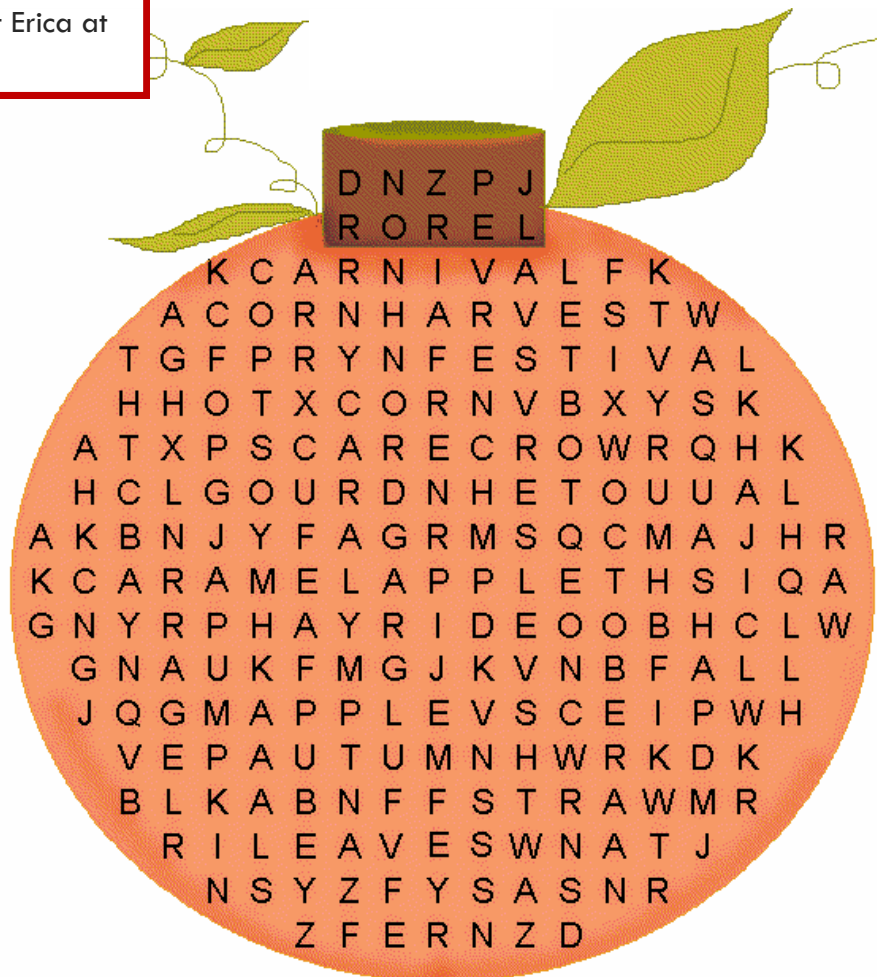 Erica at
D N Z P J
R O R E L
K C A R N I V A L F K
A C O R N H A R V E S T W
T G F P R Y N F E S T I V A L
H H O T X C O R N V B X Y S K
A T X P S C A R E C R O W R Q H K
H C L G O U R D N H E T O U U A L
A K B N J Y F A G R M S Q C M A J H R
K C A R A M E L A P P L E T H S I Q A
G N Y R P H A Y R I D E O O B H C L W
G N A U K F M G J K V N B F A L L
J Q G M A P P L E V S C E I P W H
V E P A U T U M N H W R K D K
B L K A B N F F S T R A W M R
R I L E A V E S W N A T J
N S Y Z F Y S A S N R
Z F E R N Z D